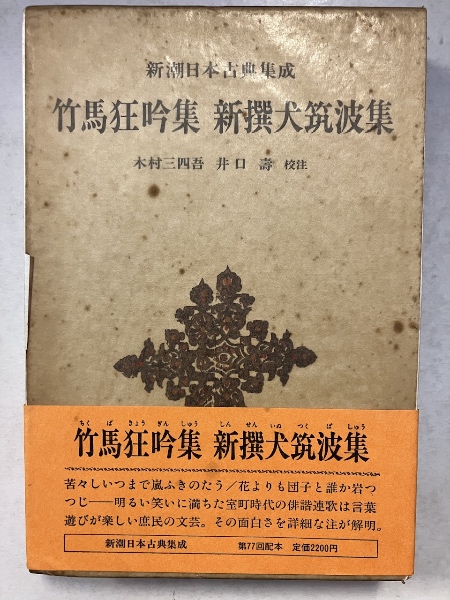 新潮日本古典集成
竹馬狂吟集 新撰犬筑波集
木村三四吾 井口 壽 校注
ちく ば きょう ぎん しゅう しん せん いぬ つく ば しゅう
竹馬狂吟集 新撰犬筑波集
苦々しいつまで嵐ふきのたう／花よりも団子と誰か岩つ
つじ――明るい笑いに満ちた室町時代の俳諧連歌は言葉
遊びが楽しい庶民の文芸。その面白さを詳細な注が解明。
新潮日本古典集成 第77回配本 定価2200円